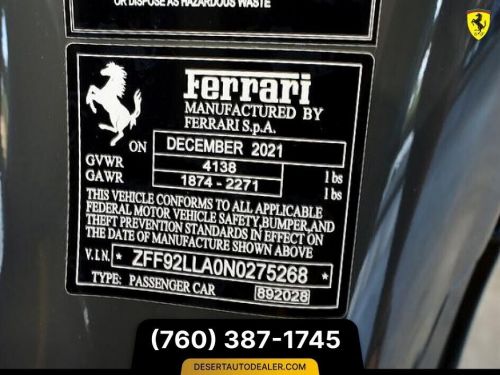 OR DISPOSE AS HAZARDOUS WASTE
Ferrari
MANUFACTURED BY
FERRARI S.p.A.
ON DECEMBER 2021
GVWR 4138 lbs
GAWR 1874 - 2271 lbs
THIS VEHICLE CONFORMS TO ALL APPLICABLE
FEDERAL MOTOR VEHICLE SAFETY, BUMPER, AND
THEFT PREVENTION STANDARDS IN EFFECT ON
THE DATE OF MANUFACTURE SHOWN ABOVE
V.I.N. * ZFF92LLA0N0275268 *
TYPE: PASSENGER CAR 892028
(760) 387-1745
DESERTAUTODEALER.COM